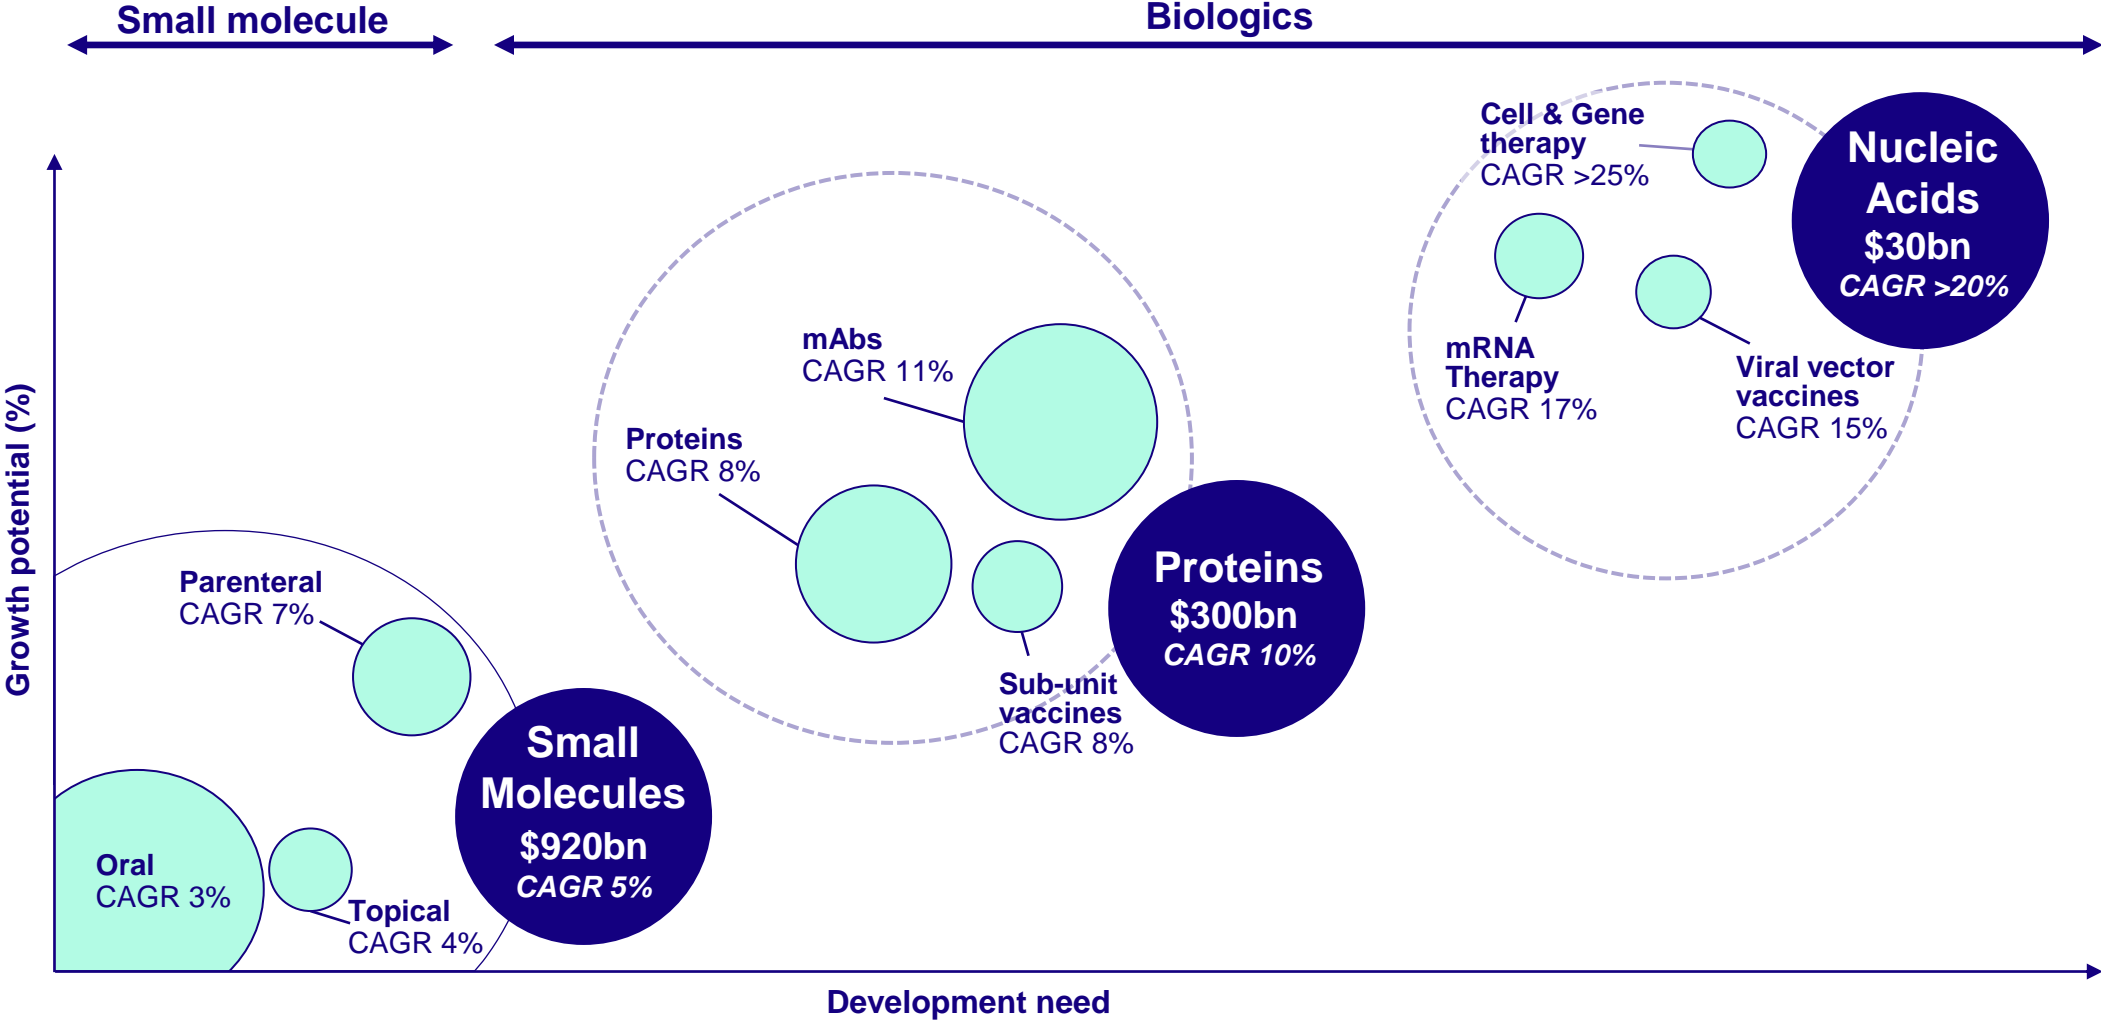 Small molecule
Biologics
Growth potential (%)
Cell & Gene
therapy
CAGR >25%
Nucleic
Acids
$30bn
CAGR >20%
mRNA
Therapy
CAGR 17%
Viral vector
vaccines
CAGR 15%
mAbs
CAGR 11%
Proteins
CAGR 8%
Sub-unit
vaccines
CAGR 8%
Proteins
$300bn
CAGR 10%
Parenteral
CAGR 7%
Oral
CAGR 3%
Topical
CAGR 4%
Small
Molecules
$920bn
CAGR 5%
Development need